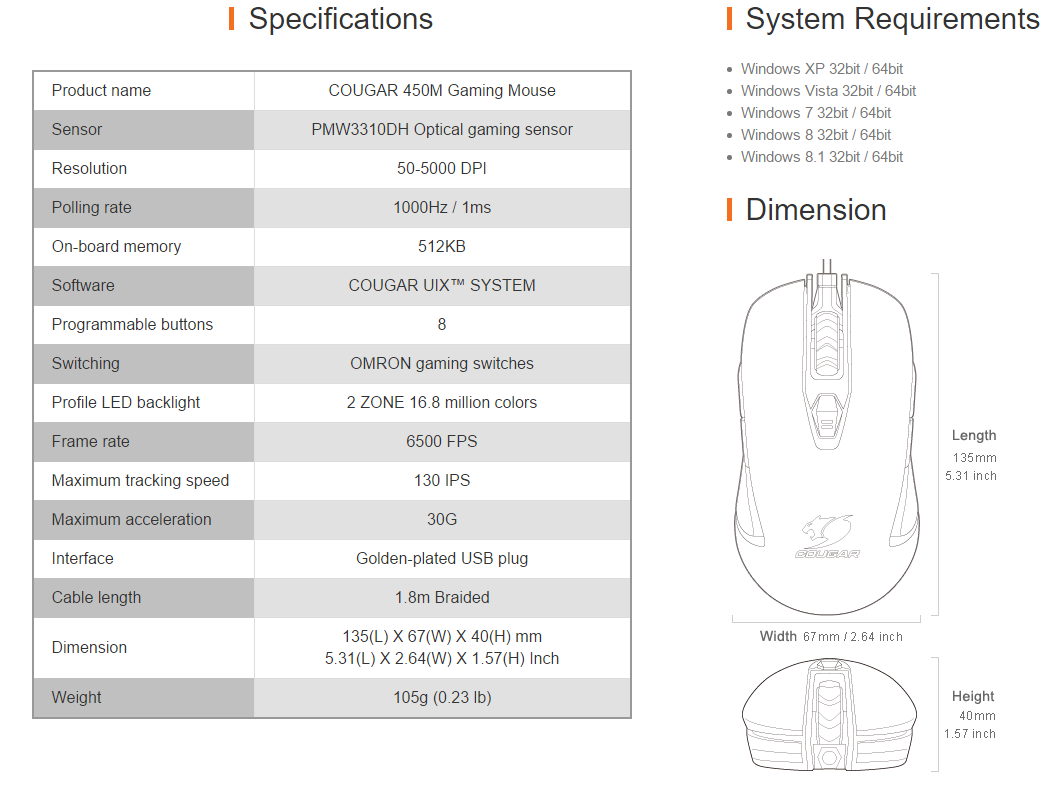 Specifications
Product name COUGAR 450M Gaming Mouse
Sensor PMW3310DH Optical gaming sensor
Resolution 50-5000 DPI
Polling rate 1000Hz / 1ms
On-board memory 512KB
Software COUGAR UIX™ SYSTEM
Programmable buttons 8
Switching OMRON gaming switches
Profile LED backlight 2 ZONE 16.8 million colors
Frame rate 6500 FPS
Maximum tracking speed 130 IPS
Maximum acceleration 30G
Interface Golden-plated USB plug
Cable length 1.8m Braided
Dimension 135(L) X 67(W) X 40(H) mm
5.31(L) X 2.64(W) X 1.57(H) Inch
Weight 105g (0.23 lb)
System Requirements
• Windows XP 32bit / 64bit
• Windows Vista 32bit / 64bit
• Windows 7 32bit / 64bit
• Windows 8 32bit / 64bit
• Windows 8.1 32bit / 64bit
Dimension
Length
135mm
5.31 inch
COUGAR
Width 67mm / 2.64 inch
Height
40mm
1.57 inch